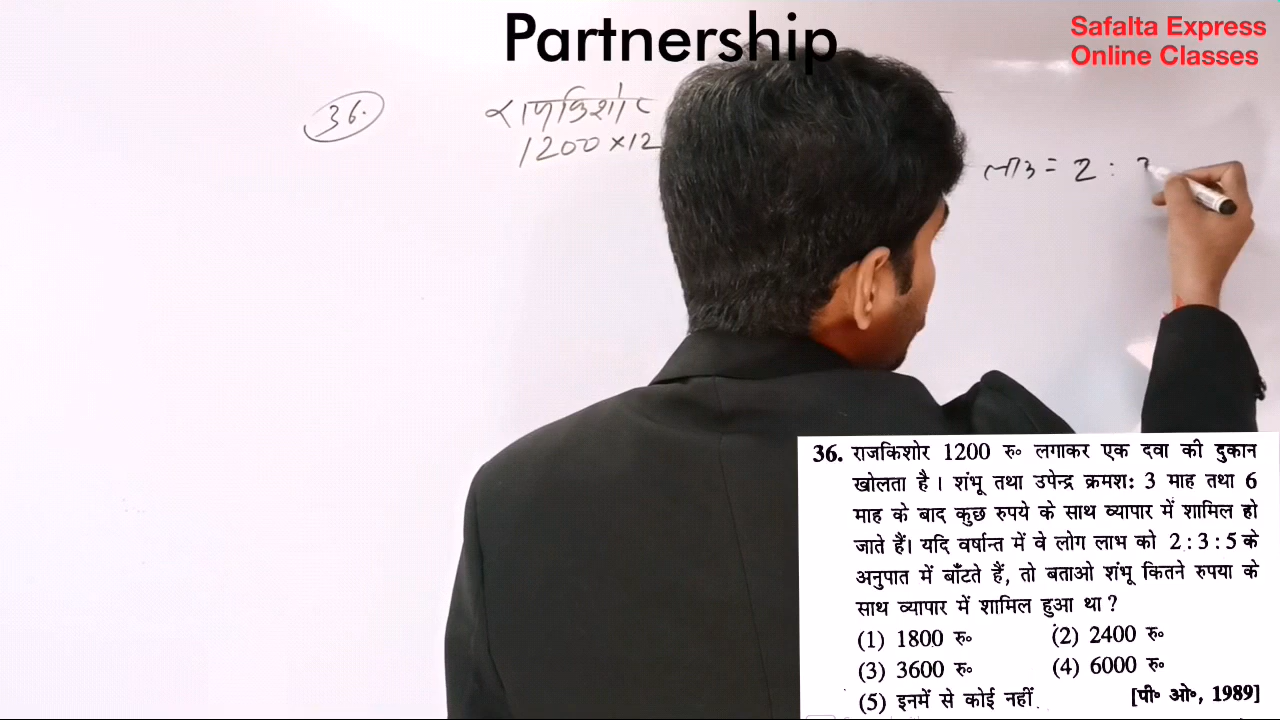 Partnership
Safalta Express
Online Classes
36.
राजकिशोर
1200×12
लाभ = 2 :
36. राजकिशोर 1200 रु॰ लगाकर एक दवा की दुकान
खोलता है। शंभू तथा उपेन्द्र क्रमश: 3 माह तथा 6
माह के बाद कुछ रुपये के साथ व्यापार में शामिल हो
जाते हैं। यदि वर्षान्त में वे लोग लाभ को 2:3:5 के
अनुपात में बाँटते हैं, तो बताओ शंभू कितने रुपया के
साथ व्यापार में शामिल हुआ था?
(1) 1800 रु॰ (2) 2400 रु॰
(3) 3600 रु॰ (4) 6000 रु॰
(5) इनमें से कोई नहीं. [पी॰ ओ॰, 1989]